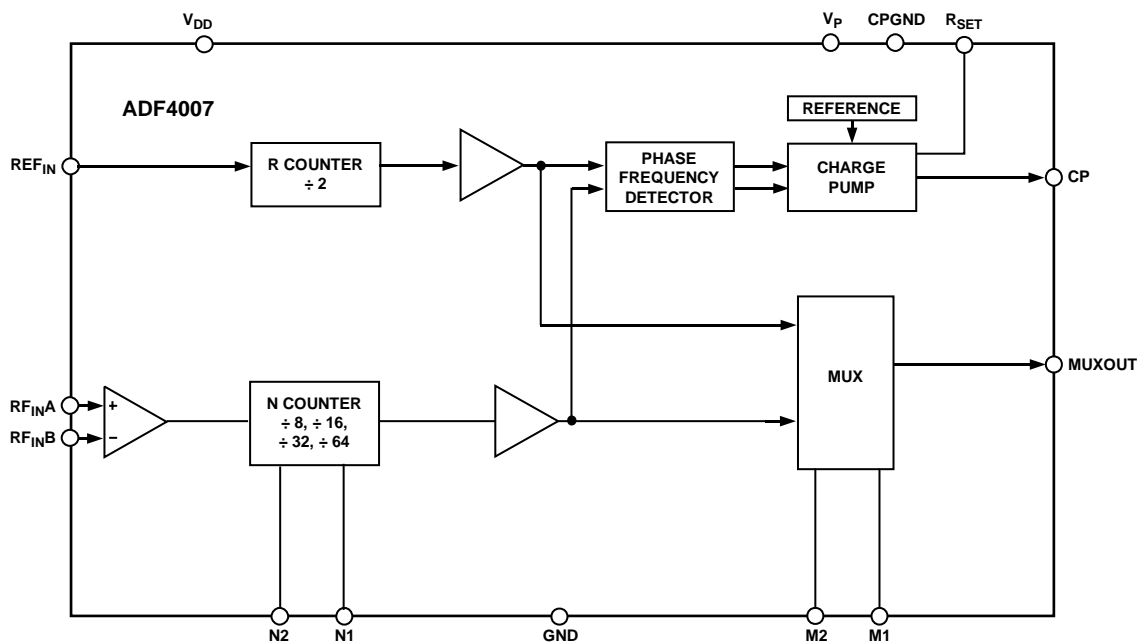 V_DD
V_P
CPGND
R_SET
ADF4007
REFERENCE
REF_IN
R COUNTER
÷ 2
PHASE
FREQUENCY
DETECTOR
CHARGE
PUMP
CP
MUX
MUXOUT
RF_INA
RF_INB
+
−
N COUNTER
÷ 8, ÷ 16,
÷ 32, ÷ 64
N2
N1
GND
M2
M1